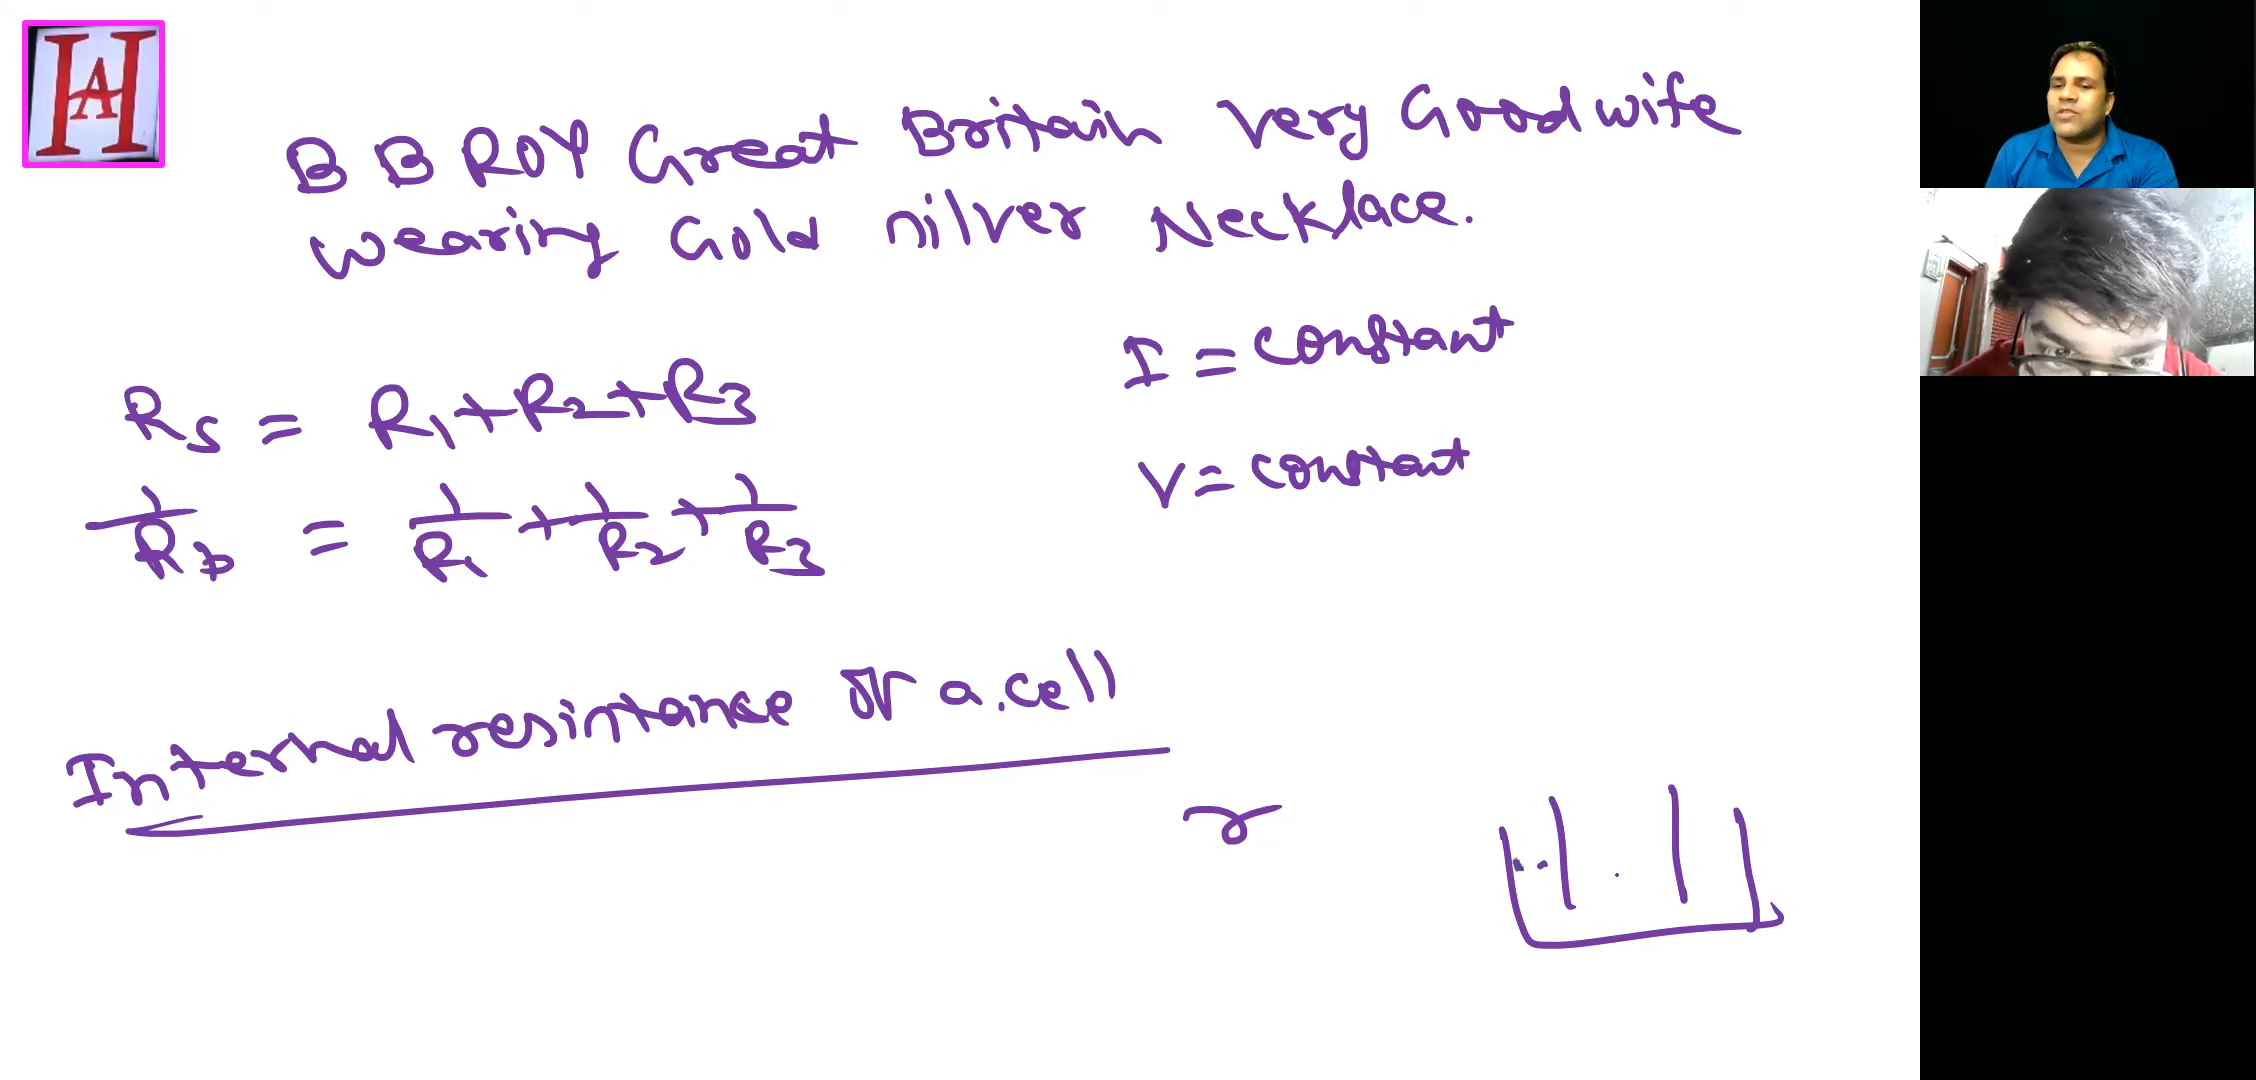 HA
B B ROY Great Britain Very Good wife
wearing Gold silver Necklace.
I = constant
Rs = R1+R2+R3
V = constant
1/Rp = 1/R1 + 1/R2 + 1/R3
Internal resistance of a cell
r